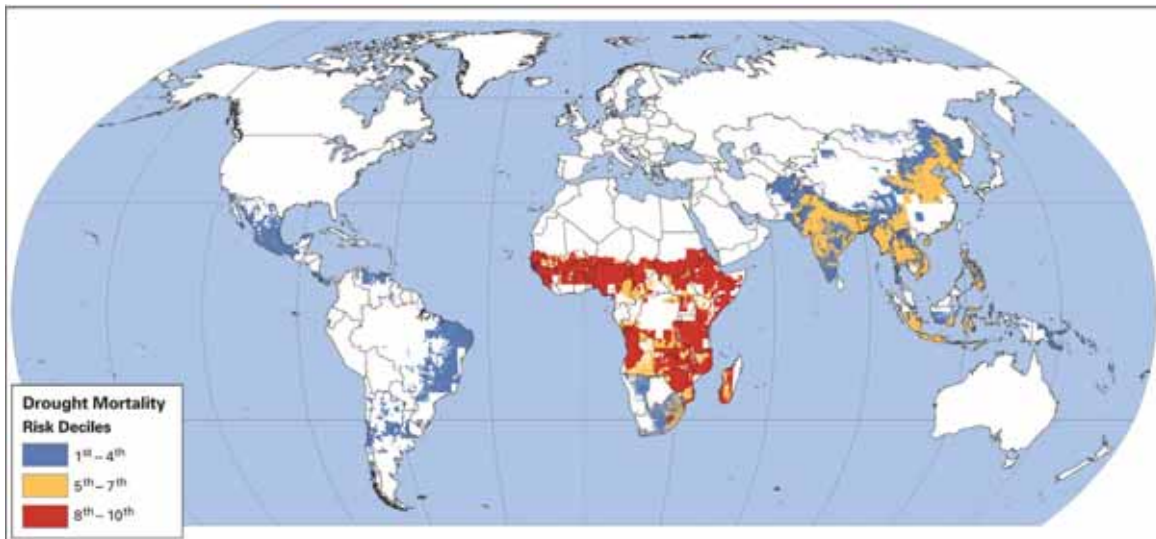 Drought Mortality
Risk Deciles
1st – 4th
5th – 7th
8th – 10th